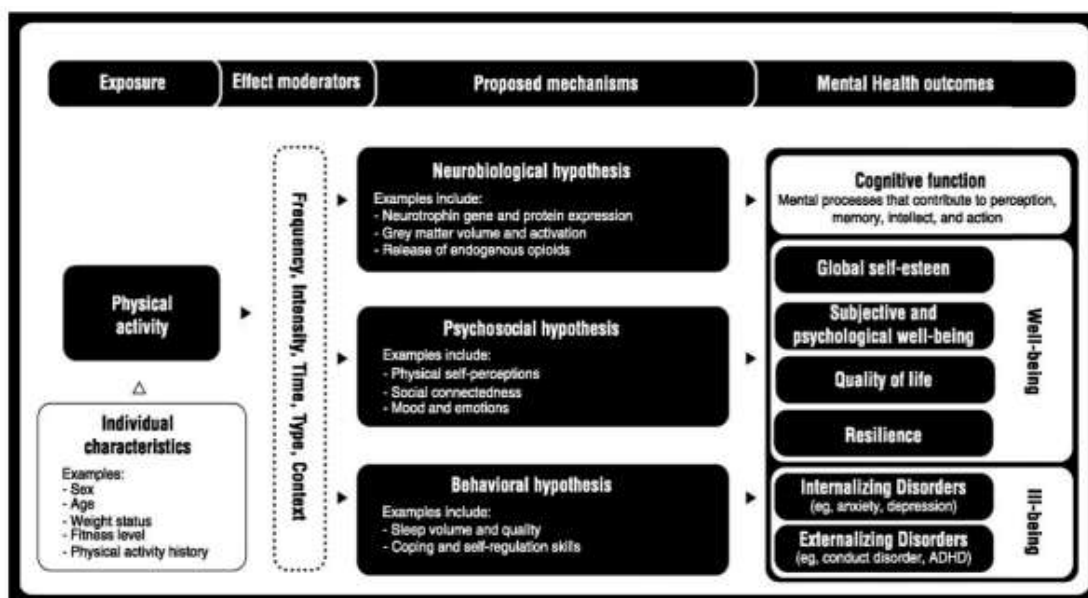 Exposure
Effect moderators
Proposed mechanisms
Mental Health outcomes
Physical
activity
Individual
characteristics
Examples:
- Sex
- Age
- Weight status
- Fitness level
- Physical activity history
Frequency, Intensity, Time, Type, Context
Neurobiological hypothesis
Examples include:
- Neurotrophin gene and protein expression
- Grey matter volume and activation
- Release of endogenous opioids
Psychosocial hypothesis
Examples include:
- Physical self-perceptions
- Social connectedness
- Mood and emotions
Behavioral hypothesis
Examples include:
- Sleep volume and quality
- Coping and self-regulation skills
Cognitive function
Mental processes that contribute to perception,
memory, intellect, and action
Global self-esteen
Subjective and
psychological well-being
Quality of life
Resilience
Well-being
Internalizing Disorders
(eg, anxiety, depression)
Externalizing Disorders
(eg, conduct disorder, ADHD)
Ill-being